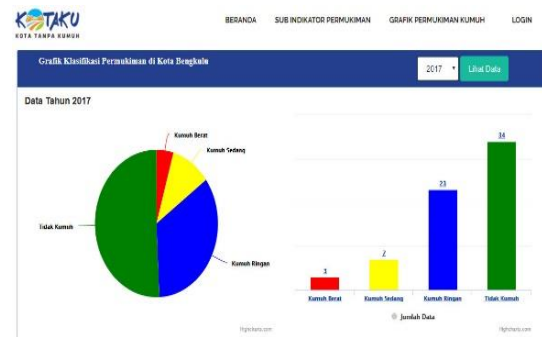 KOTAKU
KOTA TANPA KUMUH
BERANDA SUB INDIKATOR PERMUKIMAN GRAFIK PERMUKIMAN KUMUH LOGIN
Grafik Klasifikasi Permukiman di Kota Bengkulu
2017 Lihat Data
Data Tahun 2017
Kumuh Berat
Kumuh Sedang
Tidak Kumuh
Kumuh Ringan
Highcharts.com
34
23
7
3
Kumuh Berat Kumuh Sedang Kumuh Ringan Tidak Kumuh
Jumlah Data
Highcharts.com